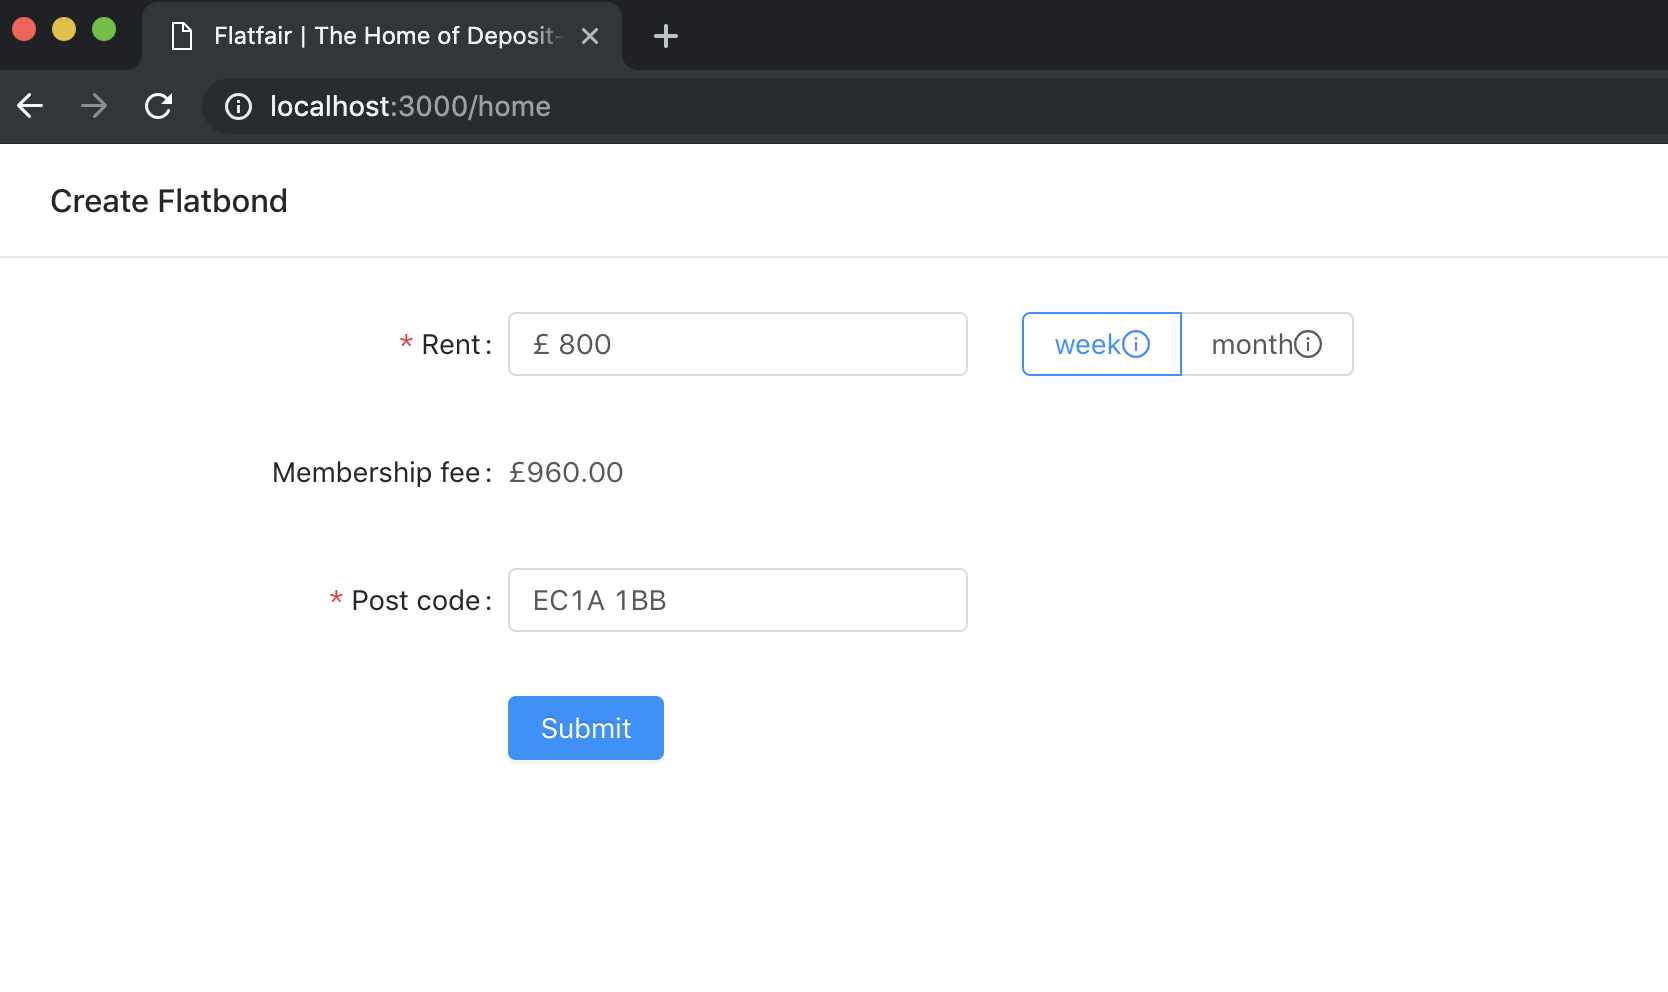 Flatfair | The Home of Deposit-
localhost:3000/home
Create Flatbond
* Rent: £ 800 week month
Membership fee: £960.00
* Post code: EC1A 1BB
Submit